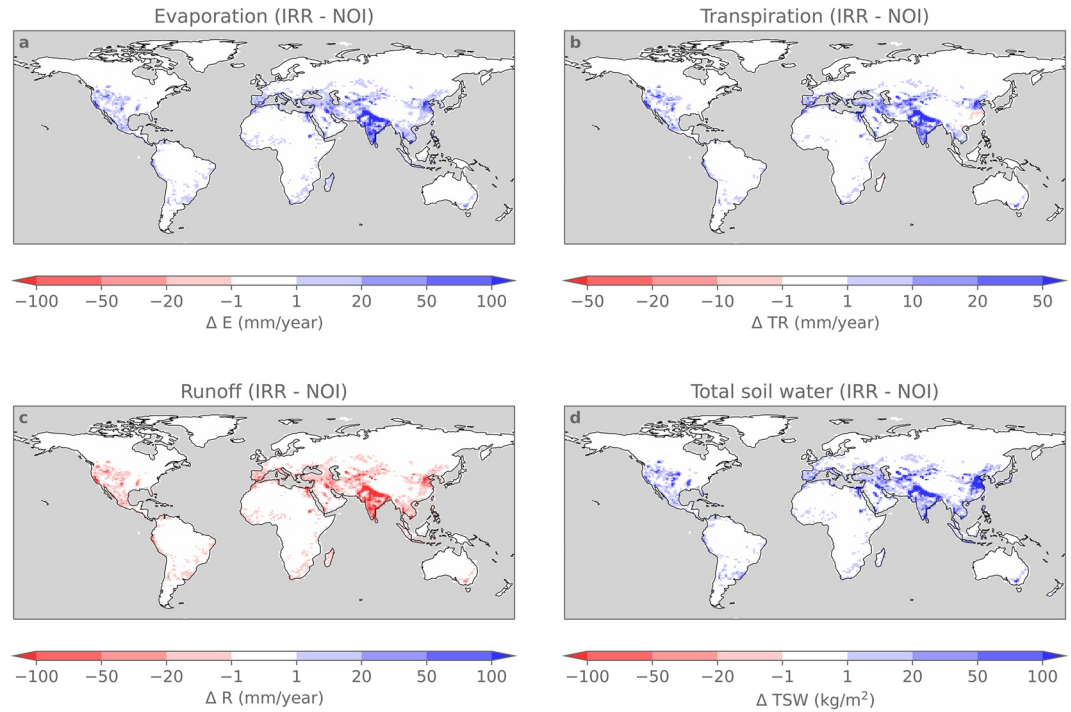 Evaporation (IRR - NOI)
a
−100 −50 −20 −1 1 20 50 100
Δ E (mm/year)
Transpiration (IRR - NOI)
b
−50 −20 −10 −1 1 10 20 50
Δ TR (mm/year)
Runoff (IRR - NOI)
c
−100 −50 −20 −1 1 20 50 100
Δ R (mm/year)
Total soil water (IRR - NOI)
d
−100 −50 −20 −1 1 20 50 100
Δ TSW (kg/m²)